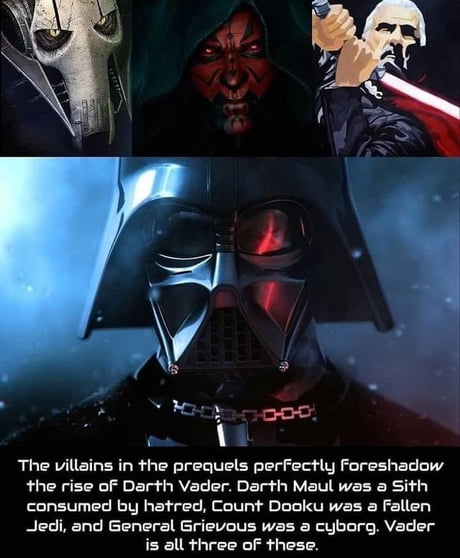 The villains in the prequels perfectly foreshadow
the rise of Darth Vader. Darth Maul was a Sith
consumed by hatred, Count Dooku was a fallen
Jedi, and General Grievous was a cyborg. Vader
is all three of these.